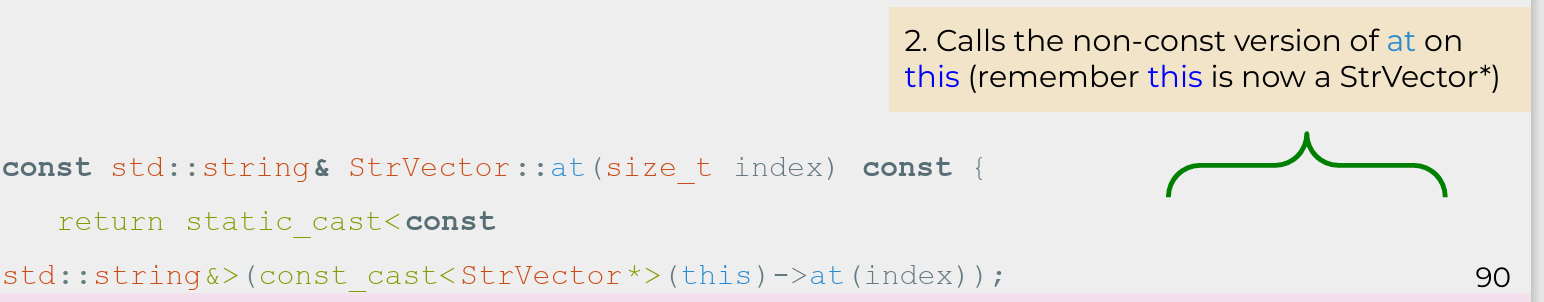 2. Calls the non-const version of at on
this (remember this is now a StrVector*)
const std::string& StrVector::at(size_t index) const {
return static_cast<const
std::string&>(const_cast<StrVector*>(this)->at(index));
90